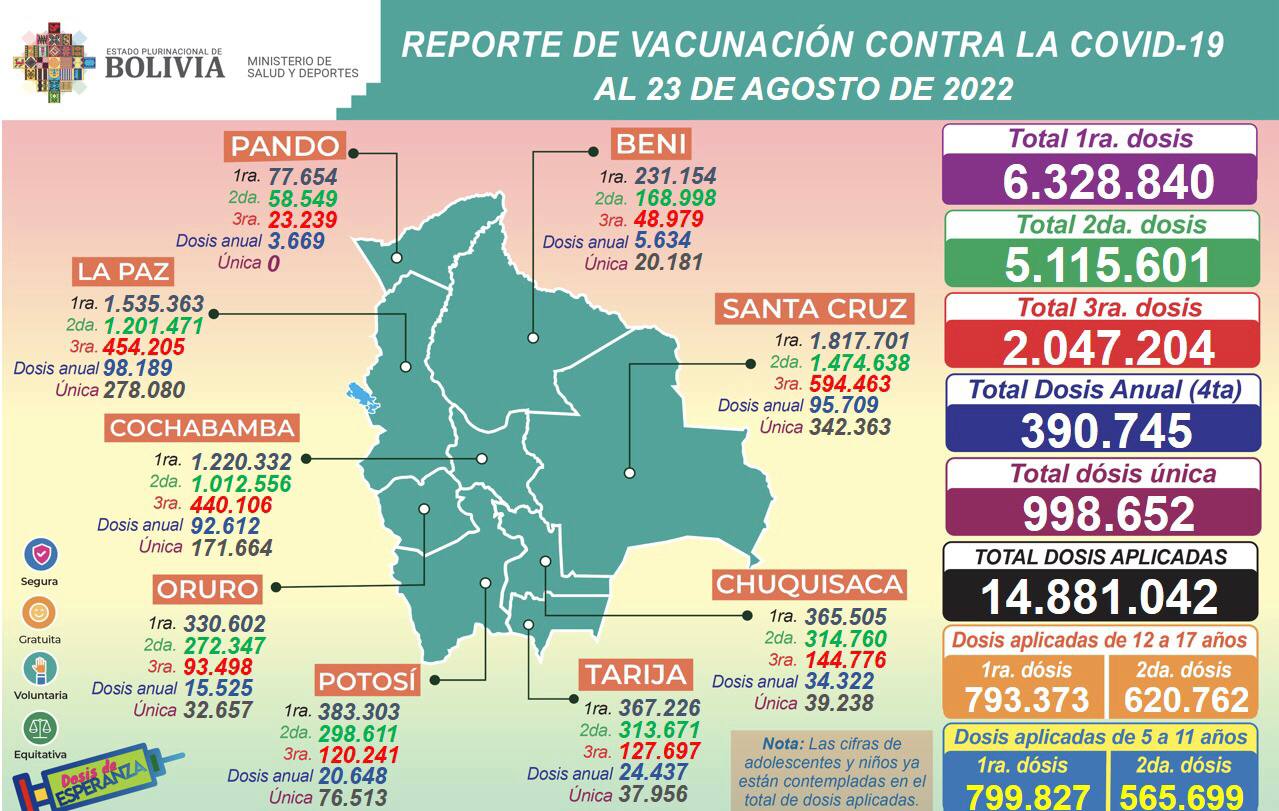 ESTADO PLURINACIONAL DE
BOLIVIA
MINISTERIO DE
SALUD Y DEPORTES
REPORTE DE VACUNACIÓN CONTRA LA COVID-19
AL 23 DE AGOSTO DE 2022
PANDO
1ra. 77.654
2da. 58.549
3ra. 23.239
Dosis anual 3.669
Única 0
BENI
1ra. 231.154
2da. 168.998
3ra. 48.979
Dosis anual 5.634
Única 20.181
LA PAZ
1ra. 1.535.363
2da. 1.201.471
3ra. 454.205
Dosis anual 98.189
Única 278.080
SANTA CRUZ
1ra. 1.817.701
2da. 1.474.638
3ra. 594.463
Dosis anual 95.709
Única 342.363
COCHABAMBA
1ra. 1.220.332
2da. 1.012.556
3ra. 440.106
Dosis anual 92.612
Única 171.664
ORURO
1ra. 330.602
2da. 272.347
3ra. 93.498
Dosis anual 15.525
Única 32.657
CHUQUISACA
1ra. 365.505
2da. 314.760
3ra. 144.776
Dosis anual 34.322
Única 39.238
POTOSÍ
1ra. 383.303
2da. 298.611
3ra. 120.241
Dosis anual 20.648
Única 76.513
TARIJA
1ra. 367.226
2da. 313.671
3ra. 127.697
Dosis anual 24.437
Única 37.956
Segura
Gratuita
Voluntaria
Equitativa
Dosis de
ESPERANZA
Nota: Las cifras de
adolescentes y niños ya
están contempladas en el
total de dosis aplicadas.
Total 1ra. dosis
6.328.840
Total 2da. dosis
5.115.601
Total 3ra. dosis
2.047.204
Total Dosis Anual (4ta)
390.745
Total dósis única
998.652
TOTAL DOSIS APLICADAS
14.881.042
Dosis aplicadas de 12 a 17 años
1ra. dósis 2da. dósis
793.373 620.762
Dosis aplicadas de 5 a 11 años
1ra. dósis 2da. dósis
799.827 565.699